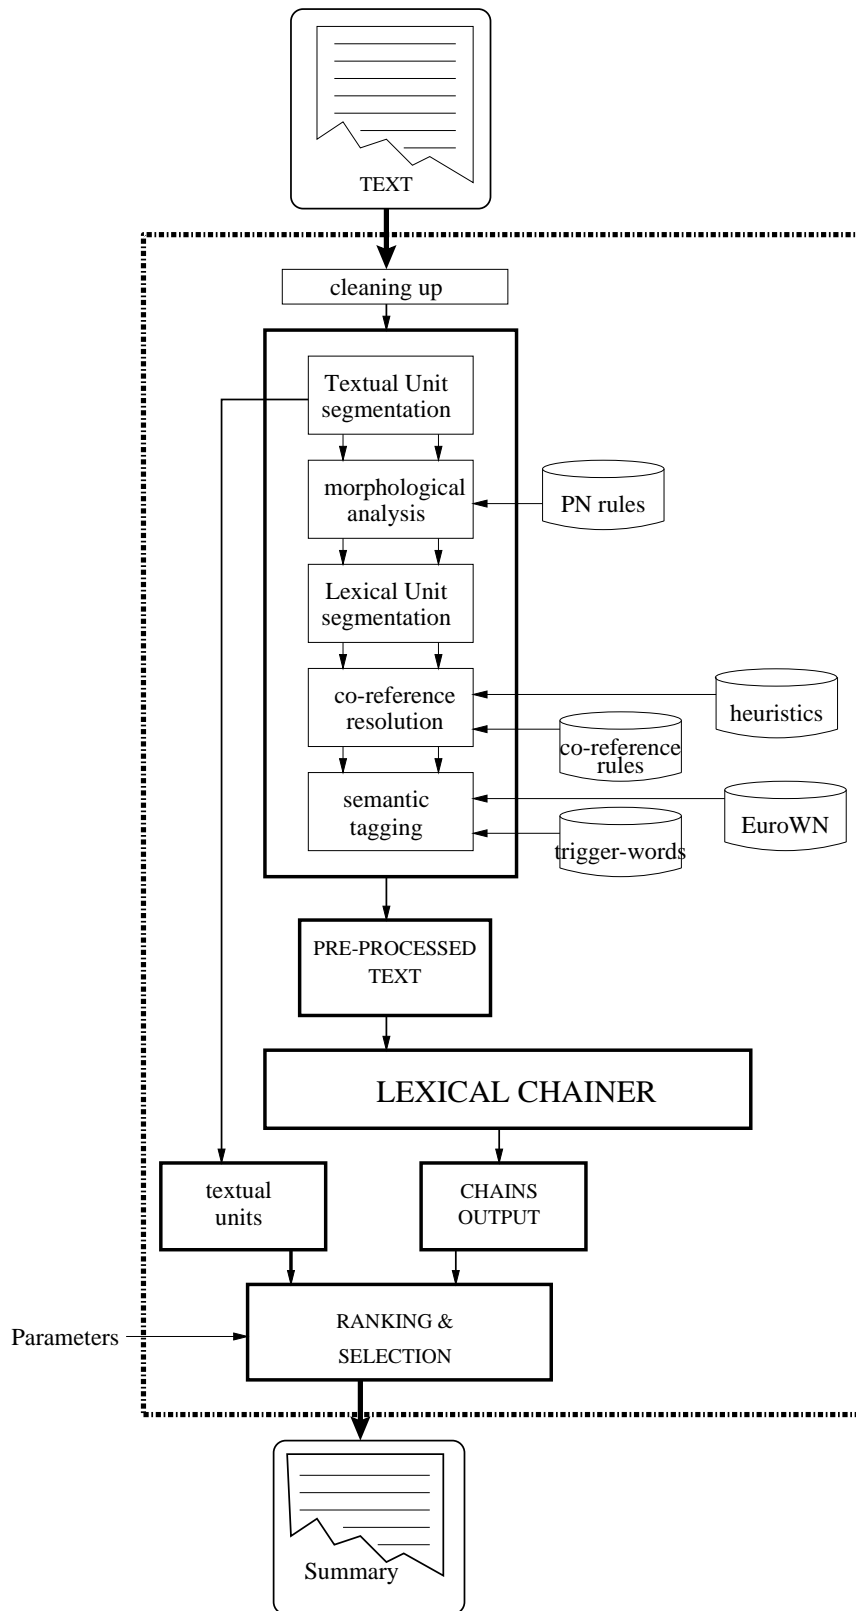 TEXT
cleaning up
Textual Unit
segmentation
morphological
analysis
PN rules
Lexical Unit
segmentation
co-reference
resolution
heuristics
co-reference
rules
semantic
tagging
EuroWN
trigger-words
PRE-PROCESSED
TEXT
LEXICAL CHAINER
textual
units
CHAINS
OUTPUT
Parameters
RANKING &
SELECTION
Summary